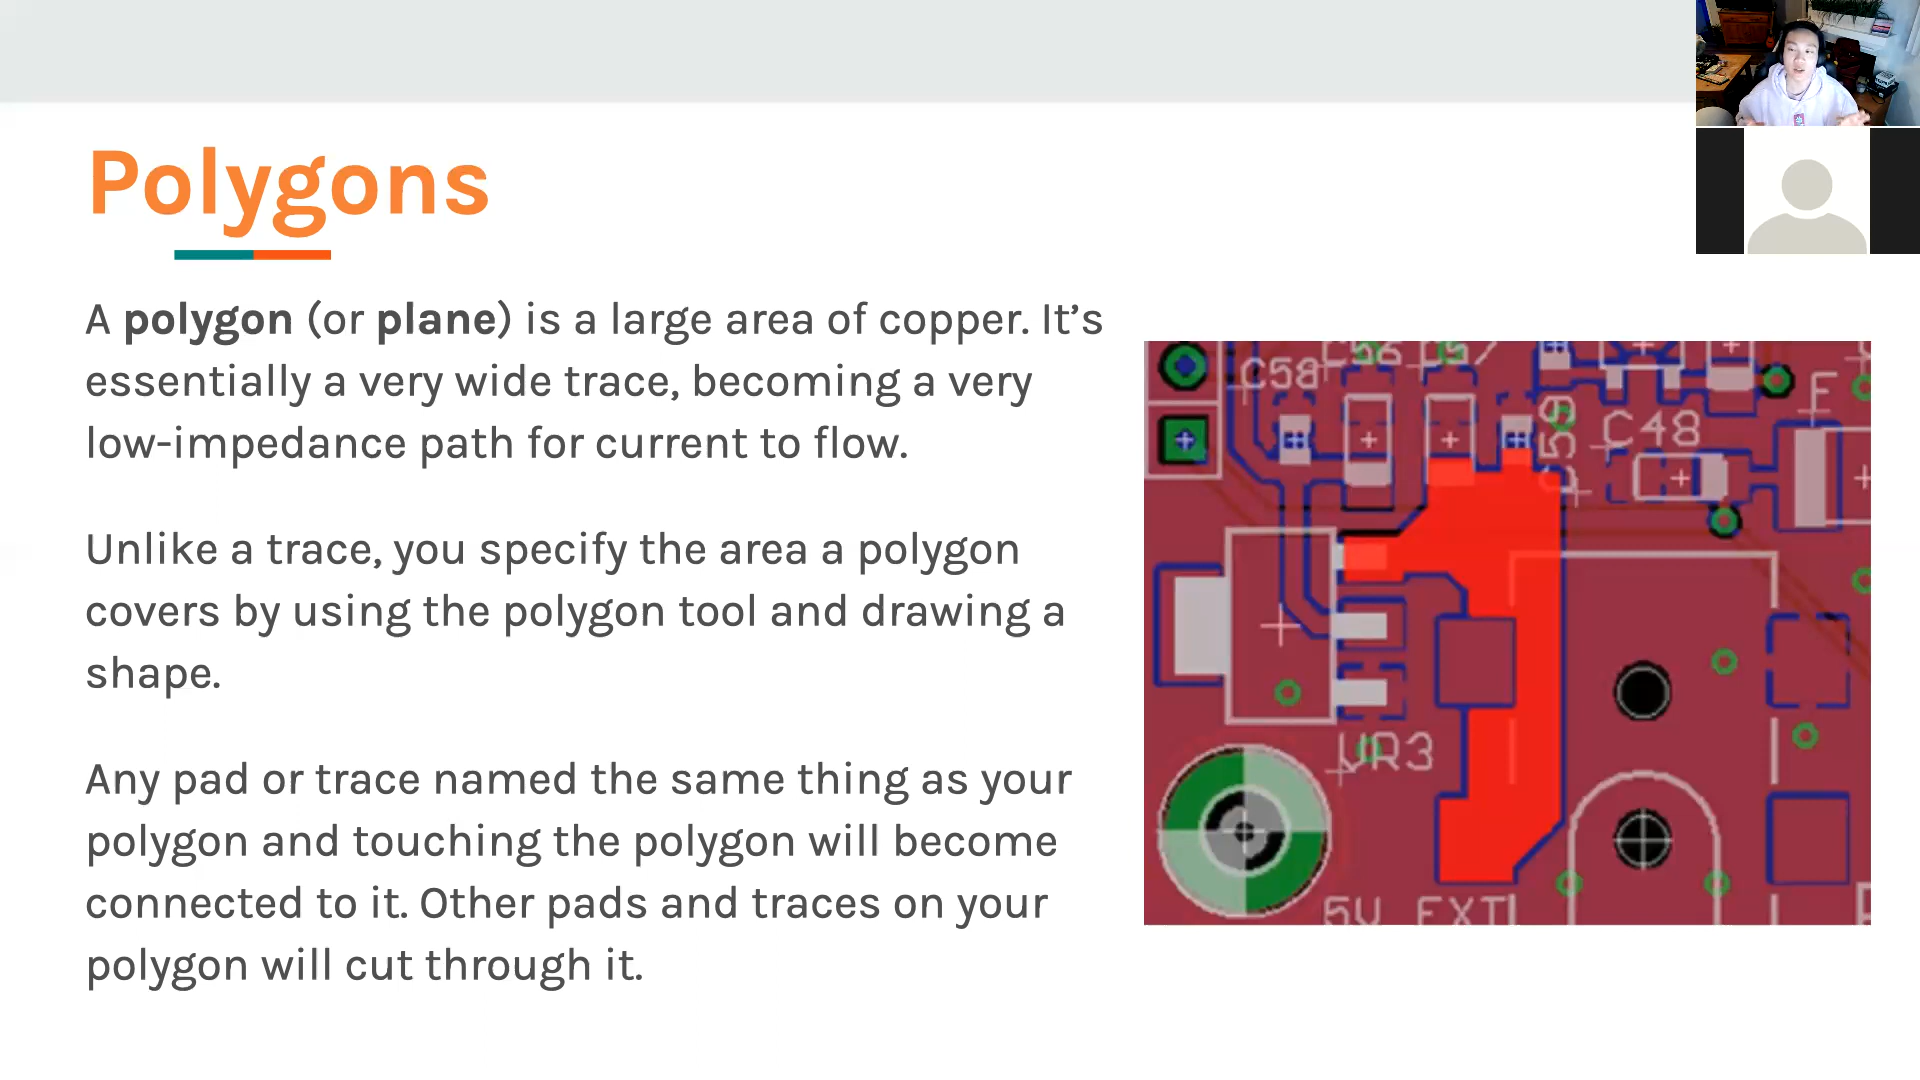 Polygons
A polygon (or plane) is a large area of copper. It’s
essentially a very wide trace, becoming a very
low-impedance path for current to flow.
Unlike a trace, you specify the area a polygon
covers by using the polygon tool and drawing a
shape.
Any pad or trace named the same thing as your
polygon and touching the polygon will become
connected to it. Other pads and traces on your
polygon will cut through it.
C58
C56
C57
C59
C48
F
VR3
5V EXT